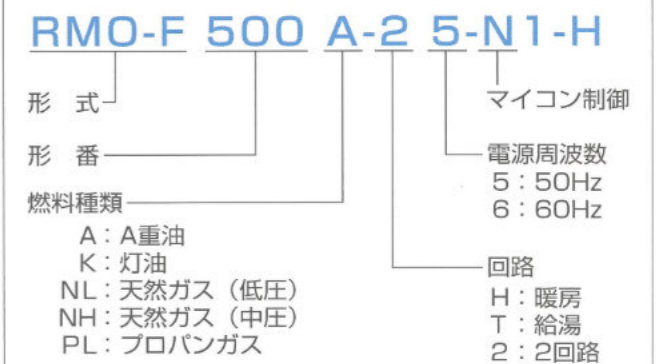 RMO-F 500 A-2 5-N1-H
形 式
マイコン制御
形 番
電源周波数
5:50Hz
6:60Hz
燃料種類
A:A重油
K:灯油
NL:天然ガス(低圧)
NH:天然ガス(中圧)
PL:プロパンガス
回路
H:暖房
T:給湯
2:2回路